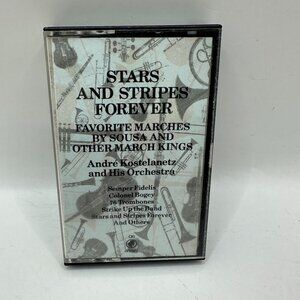 STARS
AND STRIPES
FOREVER
FAVORITE MARCHES
BY SOUSA AND
OTHER MARCH KINGS
André Kostelanetz
and His Orchestra
Semper Fidelis
Colonel Bogey
76 Trombones
Strike Up the Band
Stars and Stripes Forever
And Others